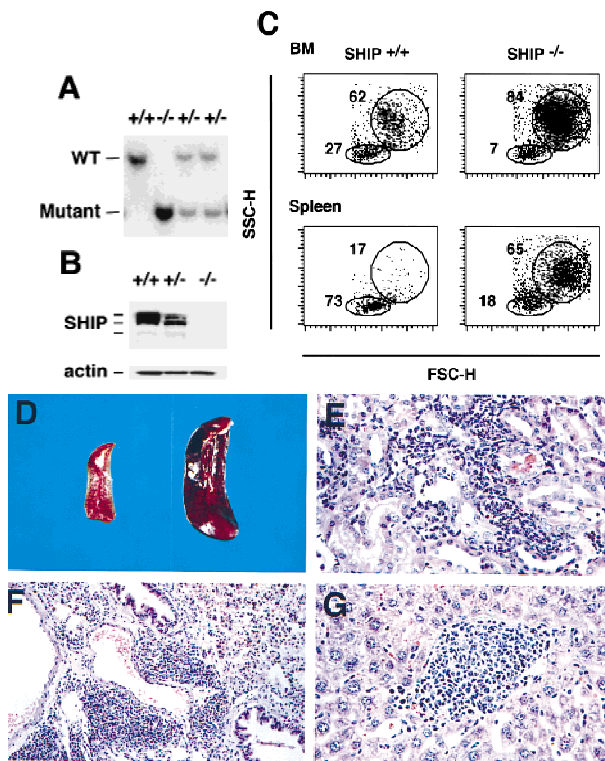 A
+/+ -/- +/- +/-
WT
Mutant
B
+/+ +/- -/-
SHIP
actin
C
BM SHIP +/+ SHIP -/-
62
27
84
7
Spleen
17
73
65
18
SSC-H
FSC-H
D
E
F
G